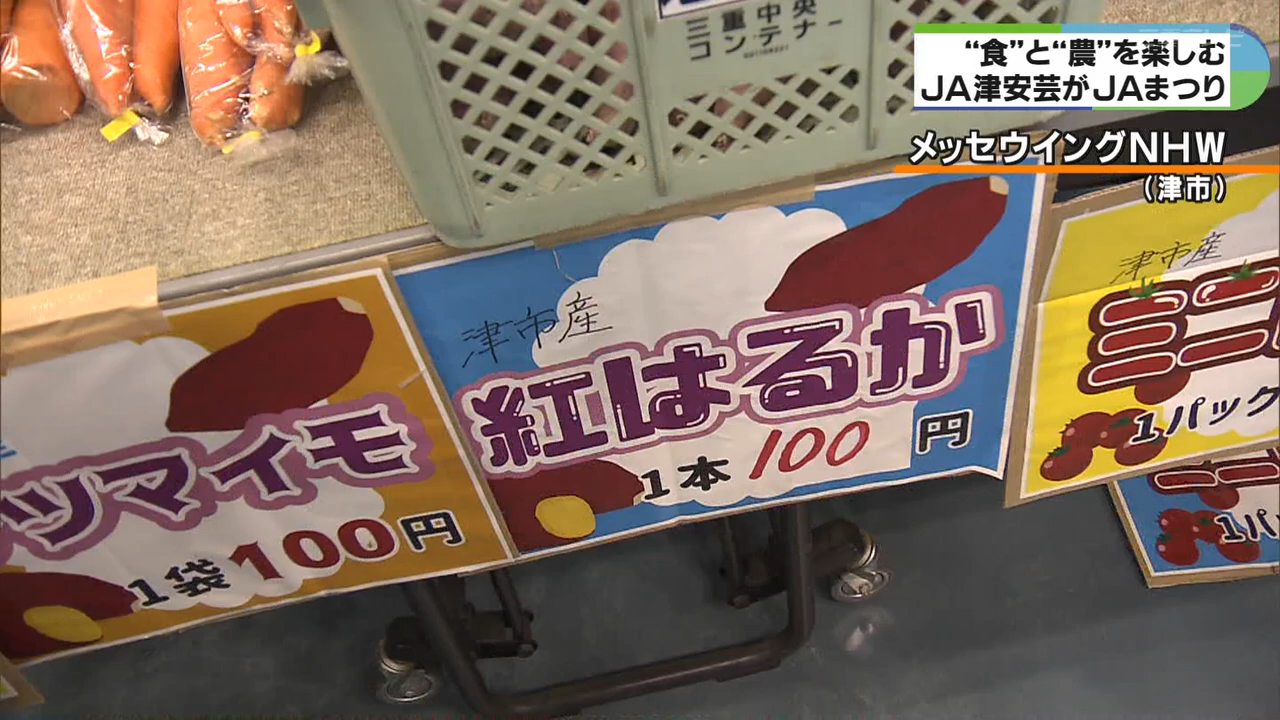 三重中央
コンテナー
“食”と“農”を楽しむ
JA津安芸がJAまつり
メッセウイングNHW
(津市)
ツマイモ
1袋100円
津市産
紅はるか
1本100円
津市産
ミニ
1パック
1パ